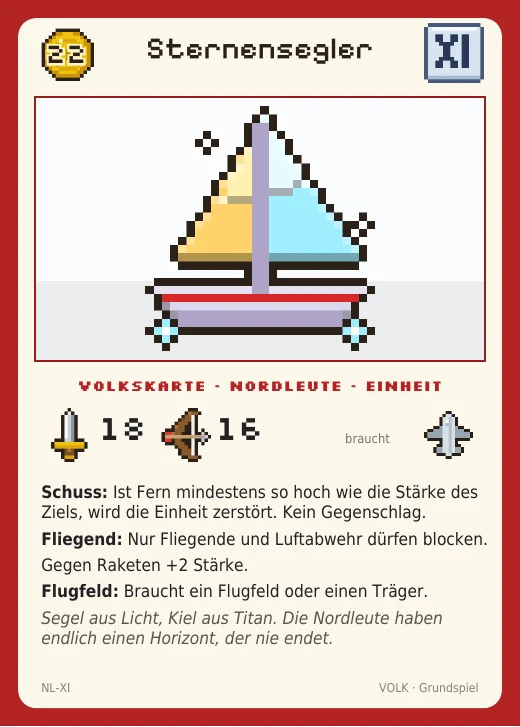 22
Sternensegler
XI
VOLKSKARTE · NORDLEUTE · EINHEIT
18 16
braucht
Schuss: Ist Fern mindestens so hoch wie die Stärke des
Ziels, wird die Einheit zerstört. Kein Gegenschlag.
Fliegend: Nur Fliegende und Luftabwehr dürfen blocken.
Gegen Raketen +2 Stärke.
Flugfeld: Braucht ein Flugfeld oder einen Träger.
Segel aus Licht, Kiel aus Titan. Die Nordleute haben
endlich einen Horizont, der nie endet.
NL-XI
VOLK · Grundspiel